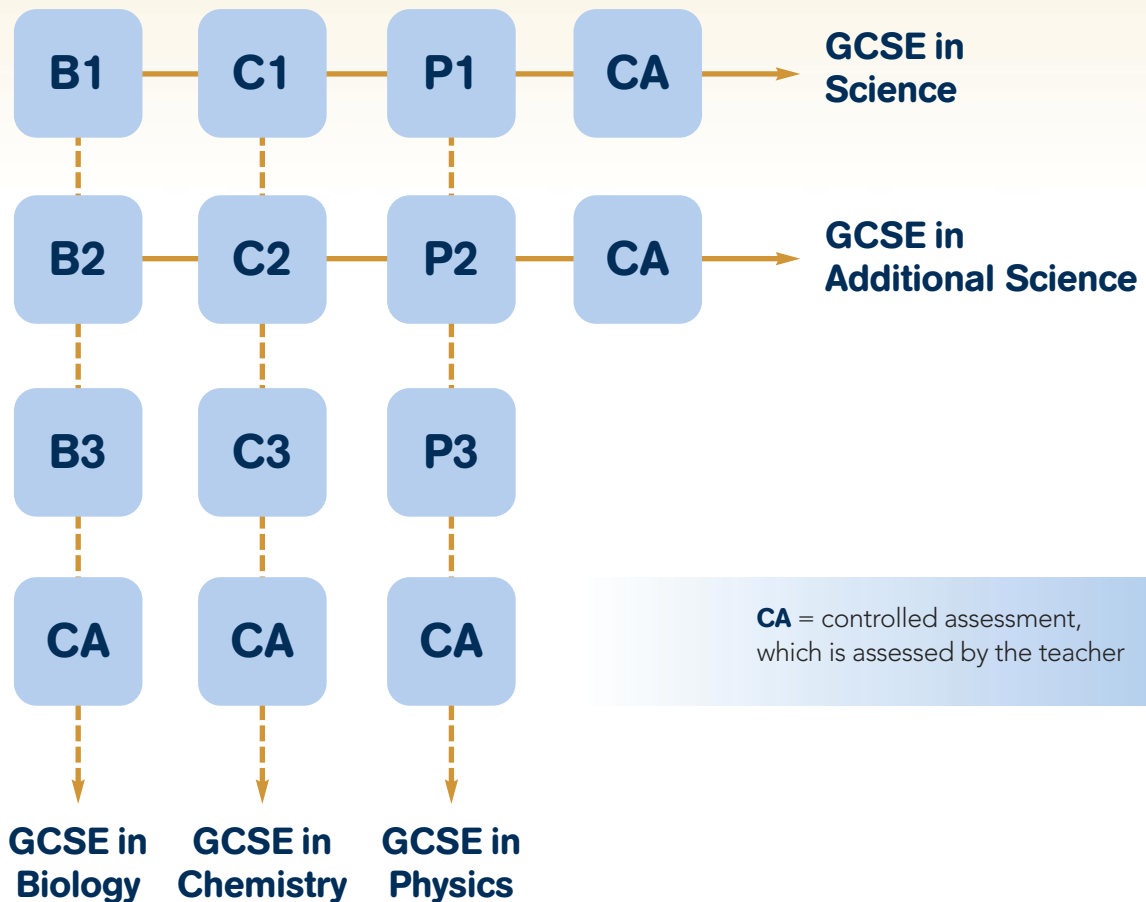 B1 C1 P1 CA
GCSE in
Science
B2 C2 P2 CA
GCSE in
Additional Science
B3 C3 P3
CA CA CA
CA = controlled assessment,
which is assessed by the teacher
GCSE in
Biology
GCSE in
Chemistry
GCSE in
Physics